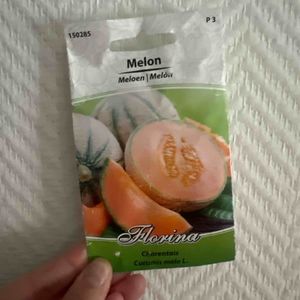 150285
P 3
Melon
Meloen | Melón
Florina
Charentais
Cucumis melo L.